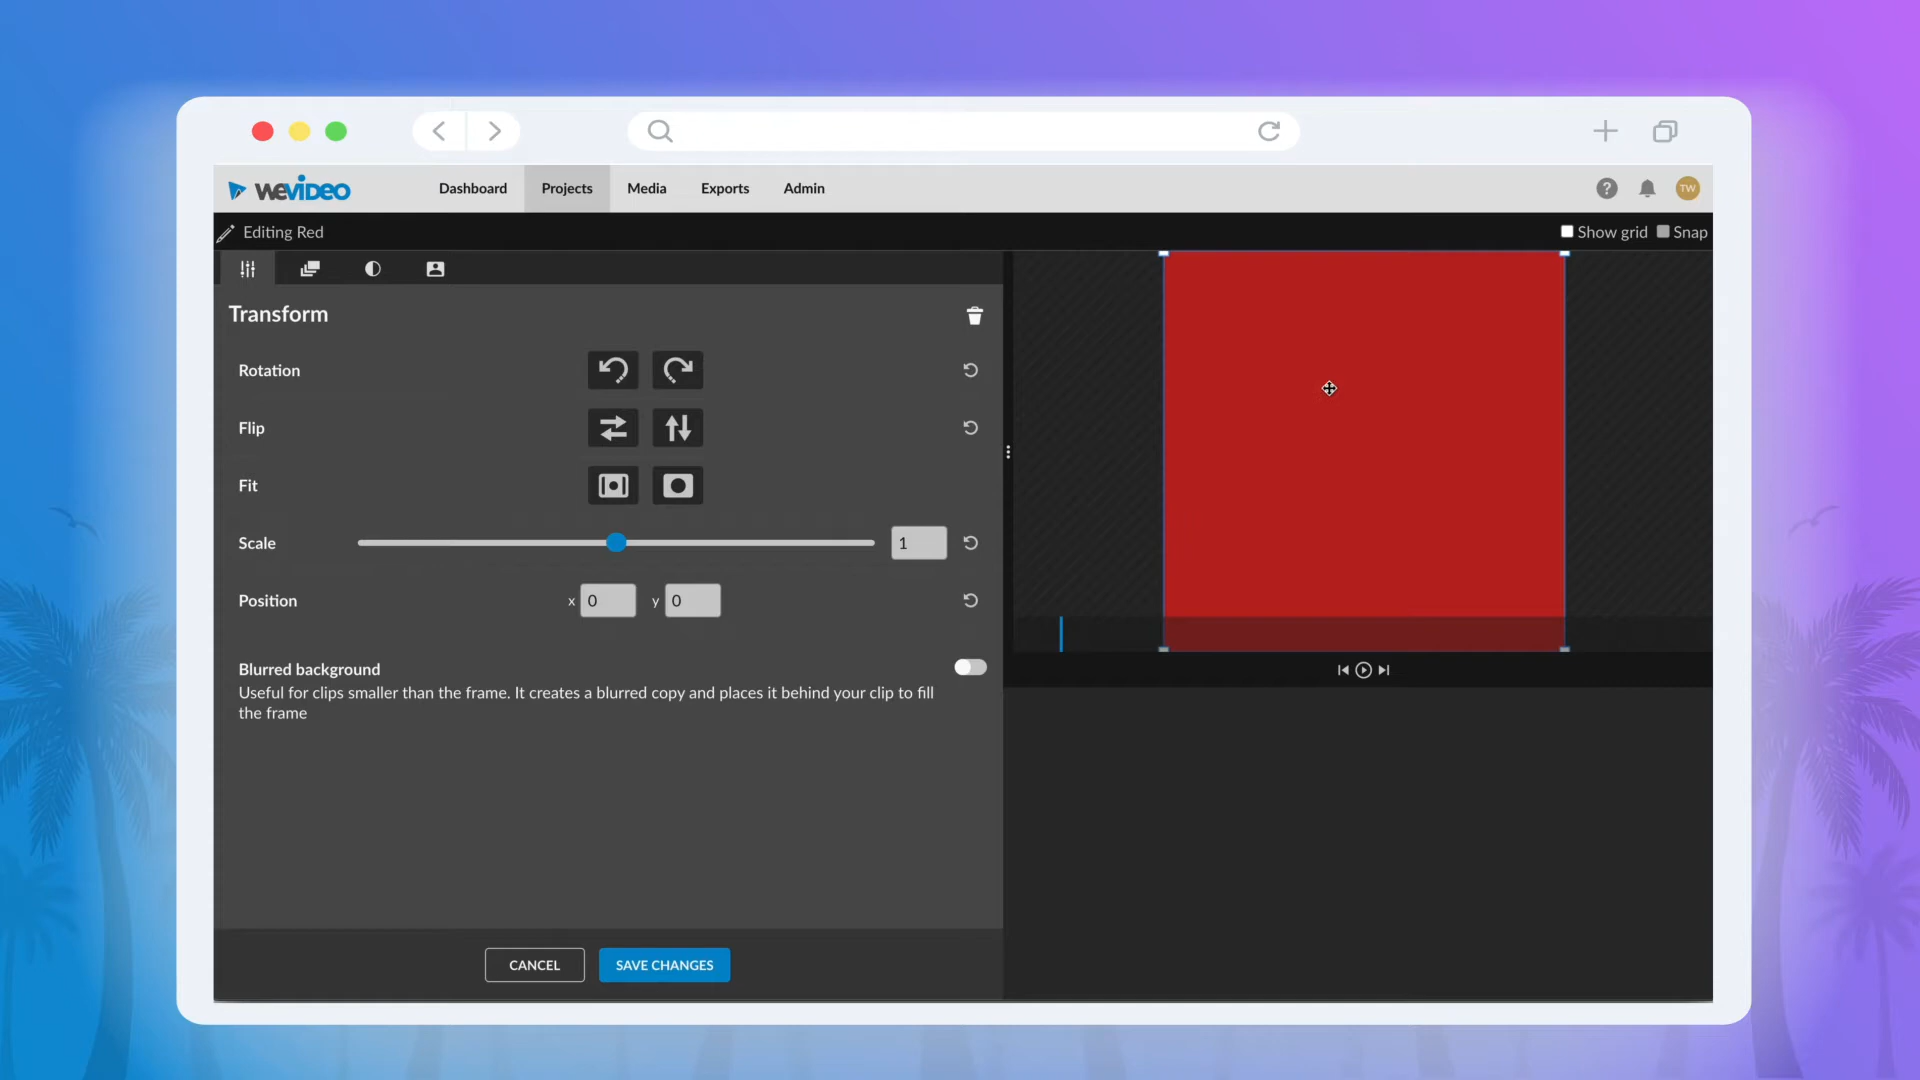 WEVIDEO
Dashboard Projects Media Exports Admin
? TW
Editing Red
Show grid Snap
Transform
Rotation
Flip
Fit
Scale 1
Position x 0 y 0
Blurred background
Useful for clips smaller than the frame. It creates a blurred copy and places it behind your clip to fill
the frame
CANCEL SAVE CHANGES